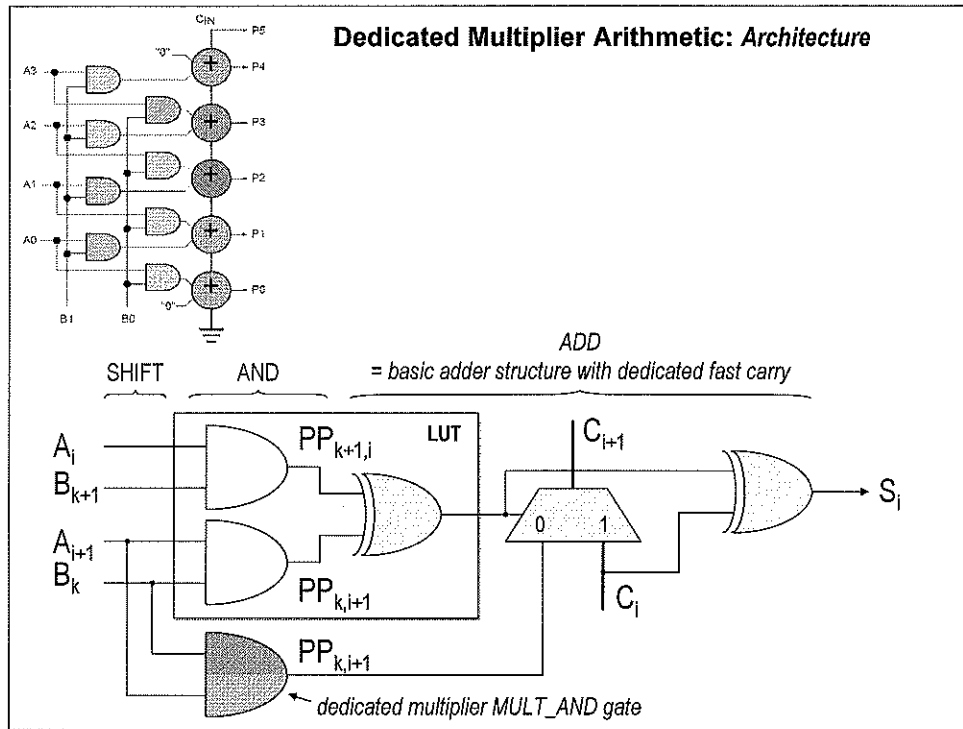 Dedicated Multiplier Arithmetic: Architecture
CIN
P5
"0"
P4
A3
P3
A2
P2
A1
P1
A0
P0
"0"
B1 B0
ADD
= basic adder structure with dedicated fast carry
SHIFT AND
LUT
Ai
Bk+1
PPk+1,i
Ci+1
0 1
Si
Ai+1
Bk
PPk,i+1
Ci
PPk,i+1
dedicated multiplier MULT_AND gate